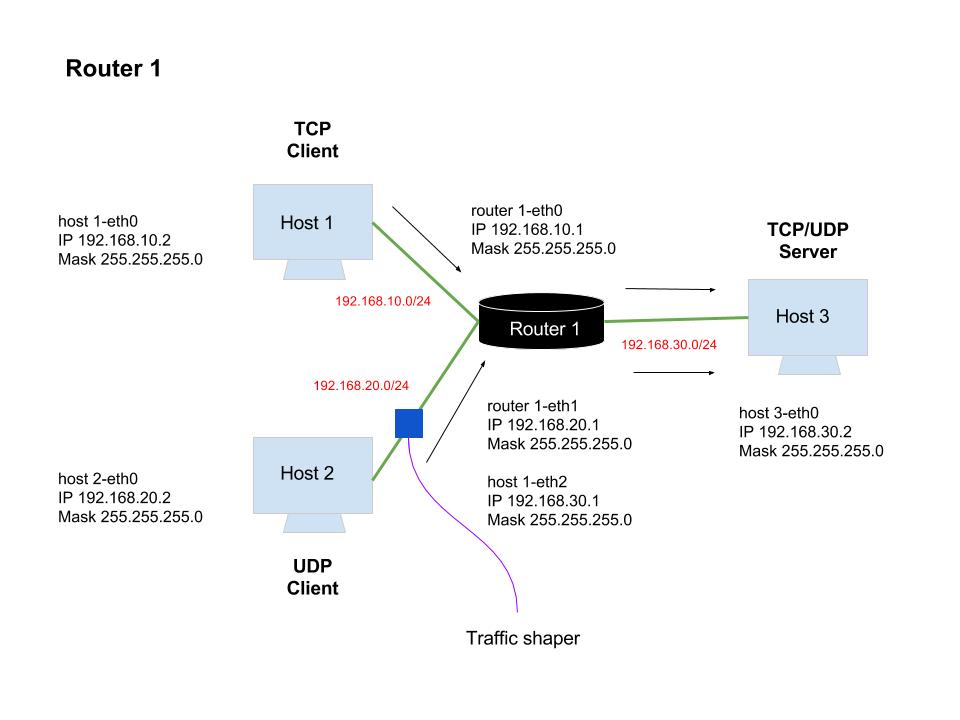 Router 1
TCP
Client
host 1-eth0
IP 192.168.10.2
Mask 255.255.255.0
Host 1
router 1-eth0
IP 192.168.10.1
Mask 255.255.255.0
TCP/UDP
Server
192.168.10.0/24
Router 1
Host 3
192.168.30.0/24
192.168.20.0/24
router 1-eth1
IP 192.168.20.1
Mask 255.255.255.0
host 3-eth0
IP 192.168.30.2
Mask 255.255.255.0
host 2-eth0
IP 192.168.20.2
Mask 255.255.255.0
Host 2
host 1-eth2
IP 192.168.30.1
Mask 255.255.255.0
UDP
Client
Traffic shaper